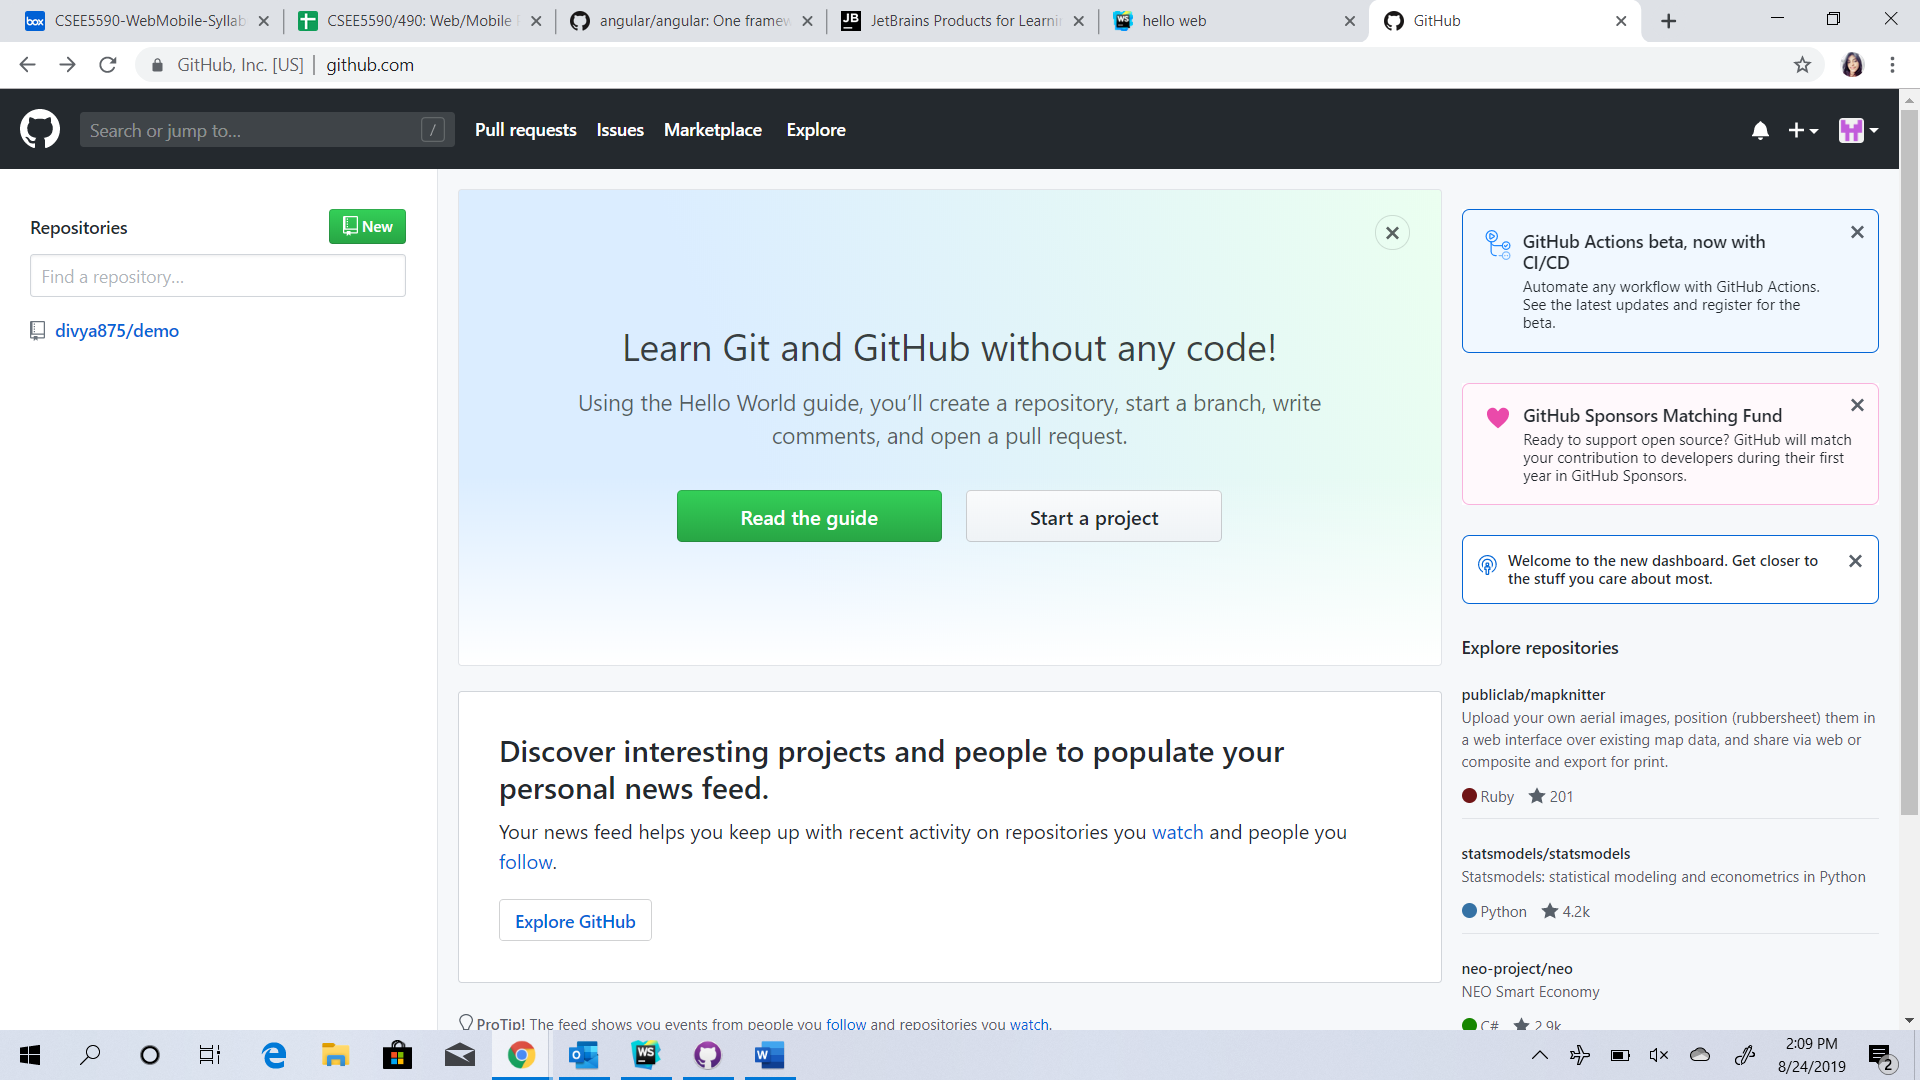 CSEE5590-WebMobile-Syllab
CSEE5590/490: Web/Mobile
angular/angular: One framew
JetBrains Products for Learni
hello web
GitHub
GitHub, Inc. [US] | github.com
Search or jump to...
/
Pull requests
Issues
Marketplace
Explore
Repositories
New
Find a repository...
divya875/demo
Learn Git and GitHub without any code!
Using the Hello World guide, you’ll create a repository, start a branch, write
comments, and open a pull request.
Read the guide
Start a project
Discover interesting projects and people to populate your
personal news feed.
Your news feed helps you keep up with recent activity on repositories you watch and people you
follow.
Explore GitHub
ProTip! The feed shows you events from people you follow and repositories you watch.
GitHub Actions beta, now with
CI/CD
Automate any workflow with GitHub Actions.
See the latest updates and register for the
beta.
GitHub Sponsors Matching Fund
Ready to support open source? GitHub will match
your contribution to developers during their first
year in GitHub Sponsors.
Welcome to the new dashboard. Get closer to
the stuff you care about most.
Explore repositories
publiclab/mapknitter
Upload your own aerial images, position (rubbersheet) them in
a web interface over existing map data, and share via web or
composite and export for print.
Ruby 201
statsmodels/statsmodels
Statsmodels: statistical modeling and econometrics in Python
Python 4.2k
neo-project/neo
NEO Smart Economy
C# 2.9k
2:09 PM
8/24/2019
2